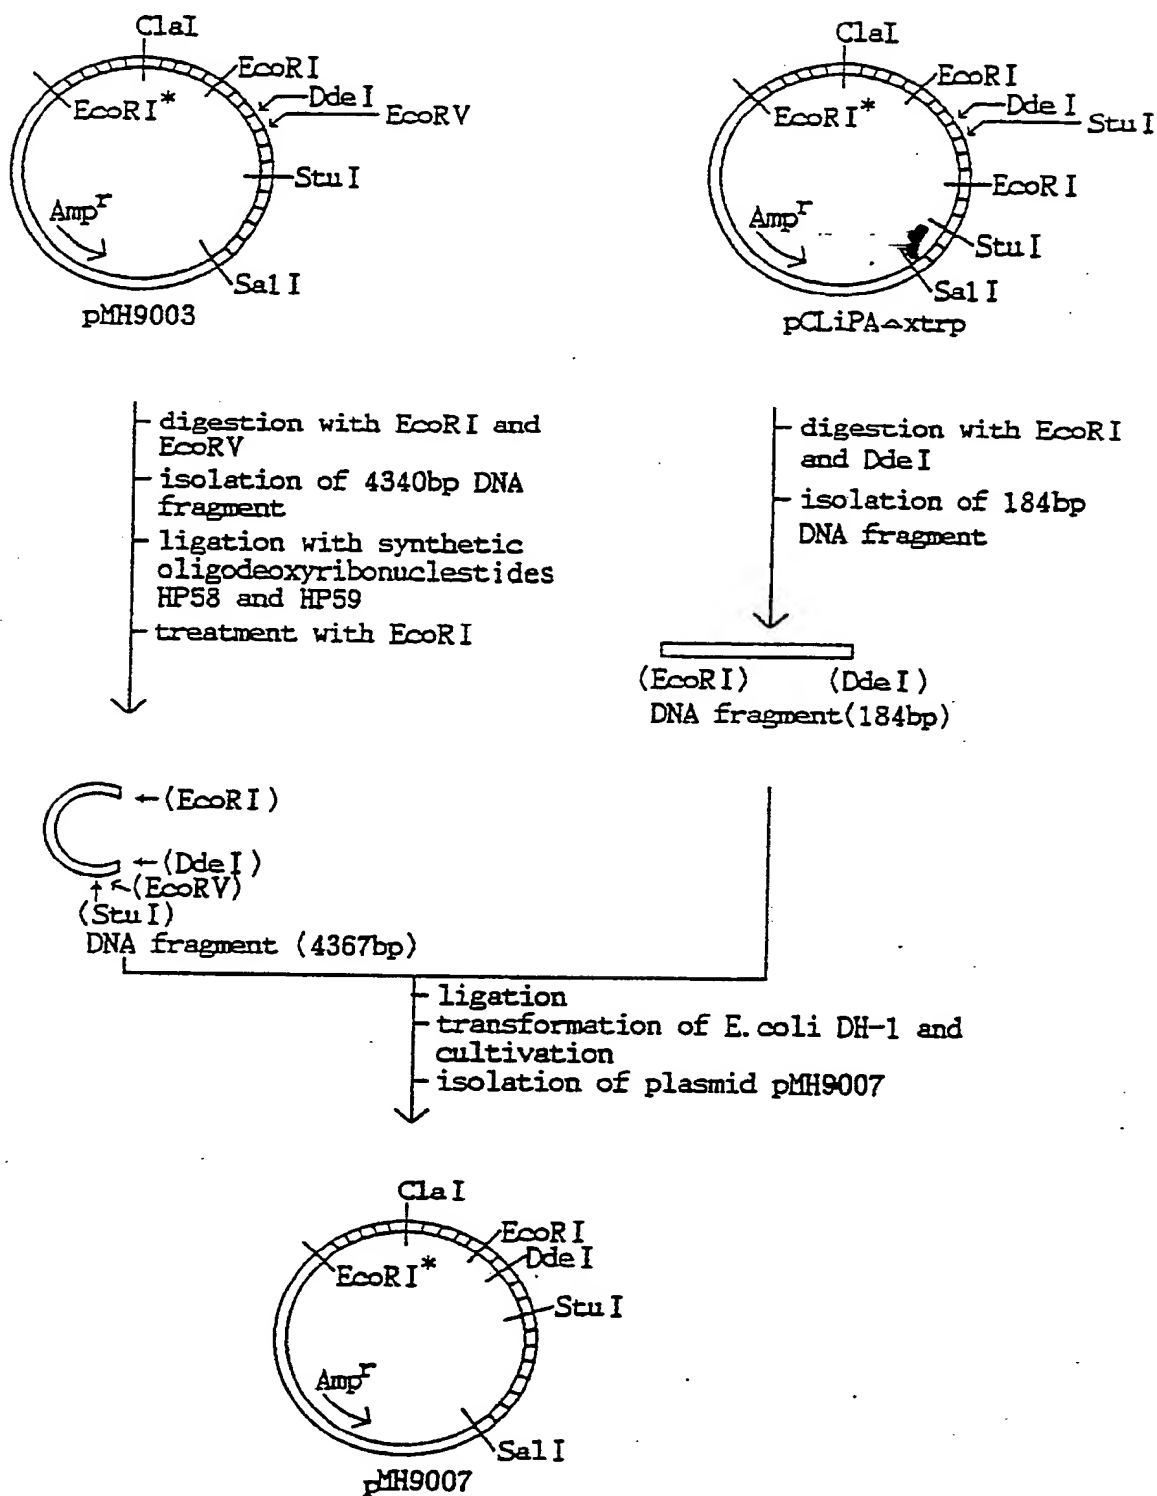 ClaI
EcoRI
DdeI
EcoRI*
EcoRV
StuI
Amp^r
SalI
pMH9003
ClaI
EcoRI
DdeI
EcoRI*
StuI
EcoRI
Amp^r
StuI
SalI
pCLiPA△xtrp
digestion with EcoRI and
EcoRV
isolation of 4340bp DNA
fragment
ligation with synthetic
oligodeoxyribonuclestides
HP58 and HP59
treatment with EcoRI
digestion with EcoRI
and DdeI
isolation of 184bp
DNA fragment
(EcoRI) (DdeI)
DNA fragment(184bp)
←(EcoRI)
←(DdeI)
(EcoRV)
(StuI)
DNA fragment (4367bp)
ligation
transformation of E.coli DH-1 and
cultivation
isolation of plasmid pMH9007
ClaI
EcoRI
DdeI
EcoRI*
StuI
Amp^r
SalI
pMH9007